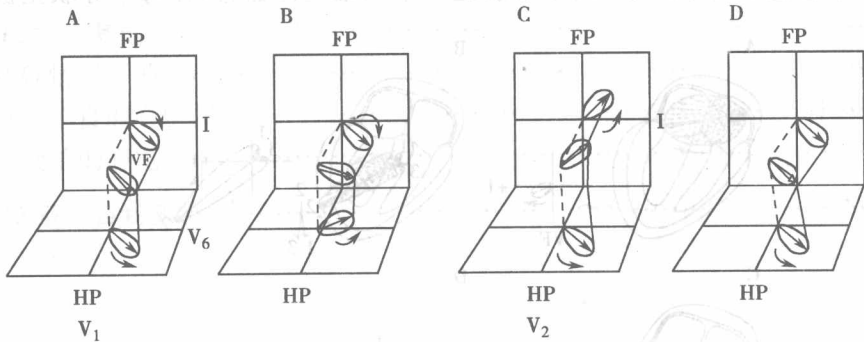 A B C D
FP FP FP FP
I I
VF
V6
HP HP HP HP
V1 V2